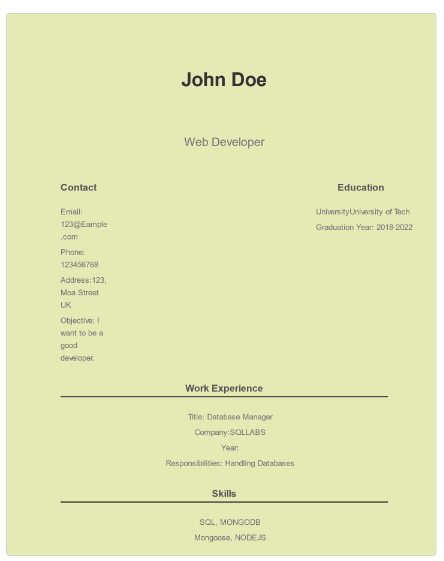 John Doe
Web Developer
Contact
Email:
123@Eample
.com
Phone:
123456768
Address:123,
Moa Street
UK
Objective: I
want to be a
good
developer.
Education
UniversityUniversity of Tech
Graduation Year: 2018-2022
Work Experience
Title: Database Manager
Company:SQLLABS
Year:
Responsibilities: Handling Databases
Skills
SQL, MONGODB
Mongoose, NODEJS